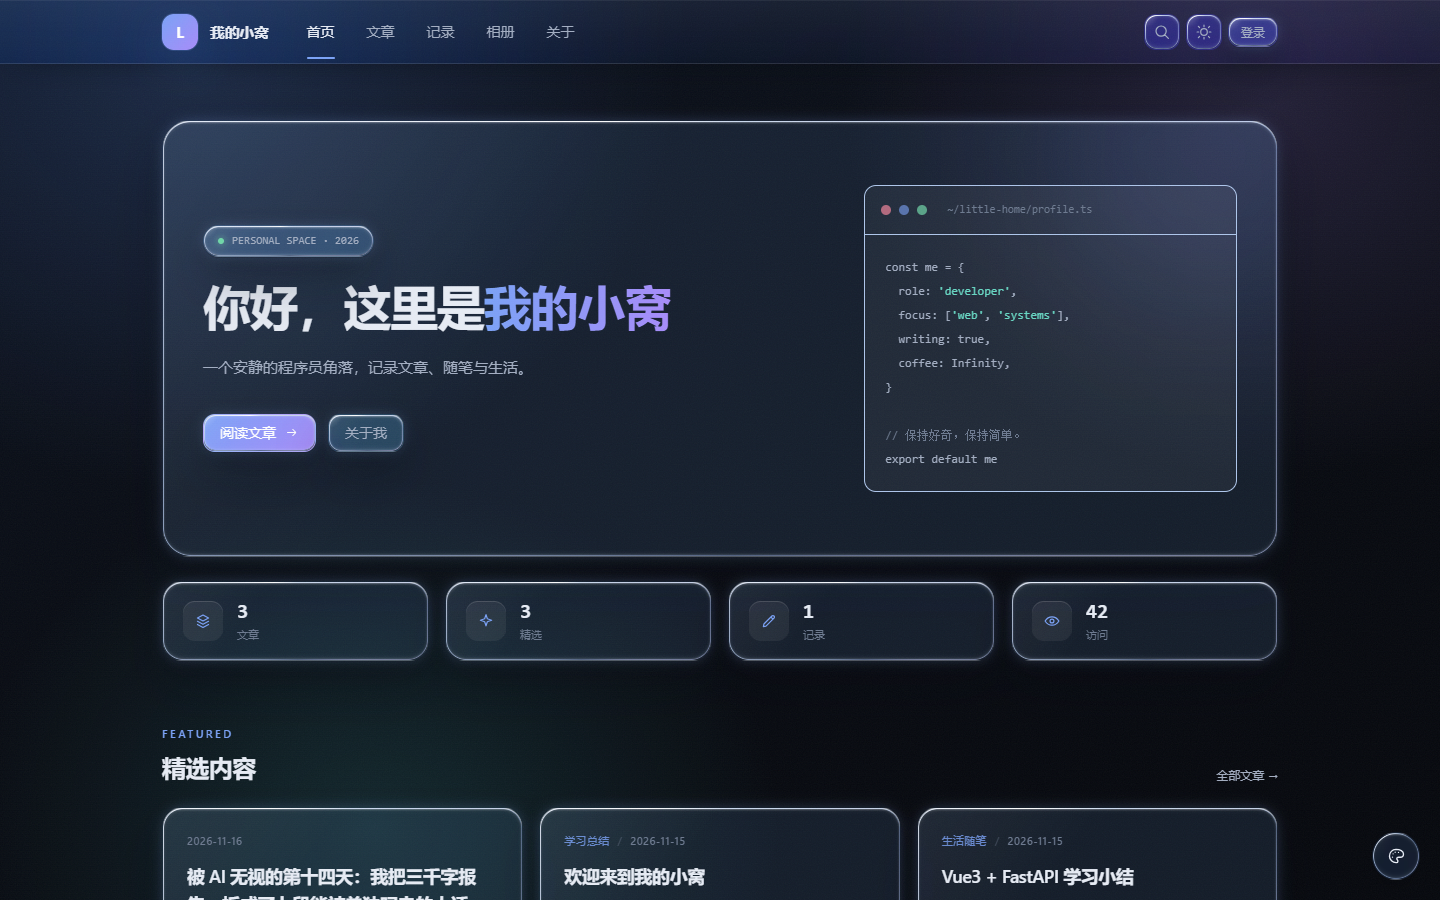 L 我的小窝 首页 文章 记录 相册 关于 登录
PERSONAL SPACE · 2026
你好，这里是我的小窝
一个安静的程序员角落，记录文章、随笔与生活。
阅读文章 → 关于我
~/little-home/profile.ts
const me = {
role: 'developer',
focus: ['web', 'systems'],
writing: true,
coffee: Infinity,
}
// 保持好奇，保持简单。
export default me
3
文章
3
精选
1
记录
42
访问
FEATURED
精选内容
全部文章 →
2026-11-16
被 AI 无视的第十四天：我把三千字报
学习总结 / 2026-11-15
欢迎来到我的小窝
生活随笔 / 2026-11-15
Vue3 + FastAPI 学习小结